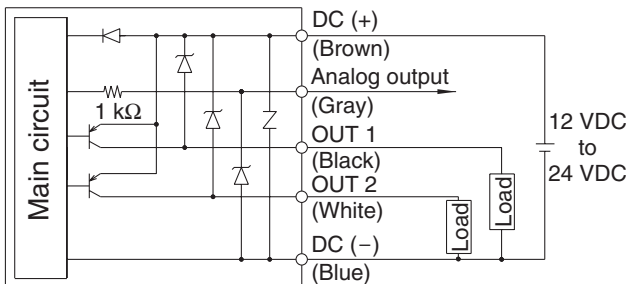 Main circuit
1 kΩ
DC (+)
(Brown)
Analog output
(Gray)
OUT 1
(Black)
OUT 2
(White)
DC (−)
(Blue)
Load
Load
12 VDC
to
24 VDC